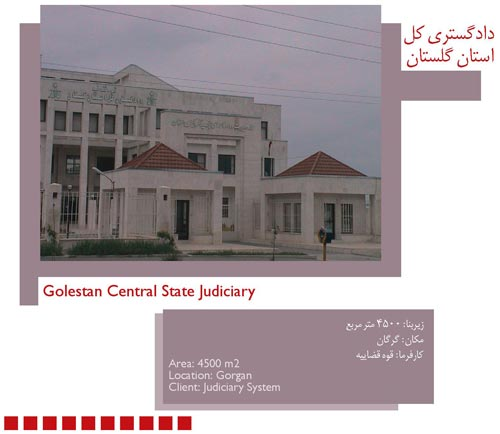 دادگستری کل
استان گلستان
Golestan Central State Judiciary
زیربنا: ۴۵۰۰ متر مربع
مکان: گرگان
کارفرما: قوه قضاییه
Area: 4500 m2
Location: Gorgan
Client: Judiciary System